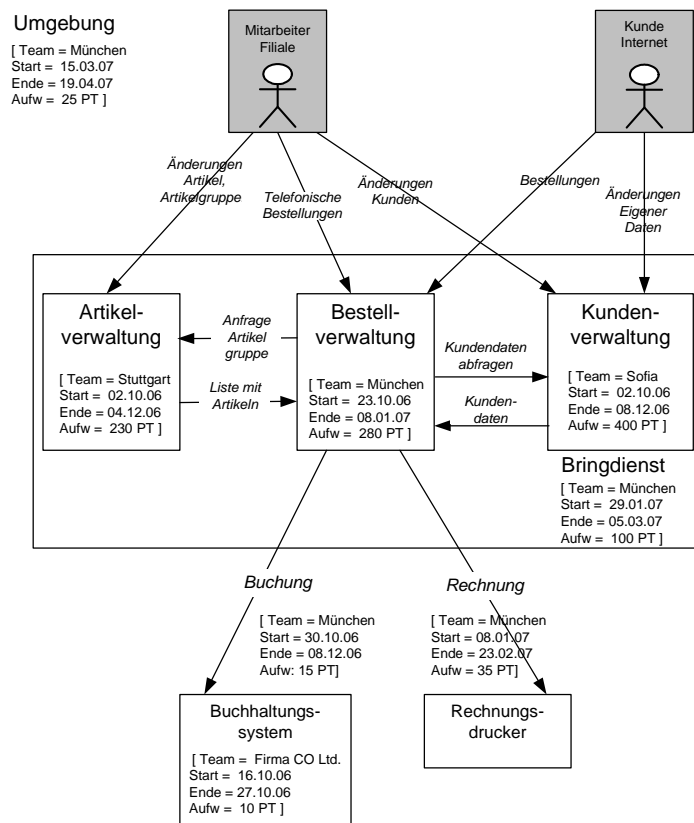 Umgebung
[ Team = München
Start = 15.03.07
Ende = 19.04.07
Aufw = 25 PT ]
Mitarbeiter
Filiale
Kunde
Internet
Änderungen
Artikel,
Artikelgruppe
Telefonische
Bestellungen
Änderungen
Kunden
Bestellungen
Änderungen
Eigener
Daten
Artikel-
verwaltung
[ Team = Stuttgart
Start = 02.10.06
Ende = 04.12.06
Aufw = 230 PT ]
Anfrage
Artikel
gruppe
Liste mit
Artikeln
Bestell-
verwaltung
[ Team = München
Start = 23.10.06
Ende = 08.01.07
Aufw = 280 PT ]
Kundendaten
abfragen
Kunden-
daten
Kunden-
verwaltung
[ Team = Sofia
Start = 02.10.06
Ende = 08.12.06
Aufw = 400 PT ]
Bringdienst
[ Team = München
Start = 29.01.07
Ende = 05.03.07
Aufw = 100 PT ]
Buchung
[ Team = München
Start = 30.10.06
Ende = 08.12.06
Aufw: 15 PT]
Rechnung
[ Team = München
Start = 08.01.07
Ende = 23.02.07
Aufw = 35 PT]
Buchhaltungs-
system
[ Team = Firma CO Ltd.
Start = 16.10.06
Ende = 27.10.06
Aufw = 10 PT ]
Rechnungs-
drucker